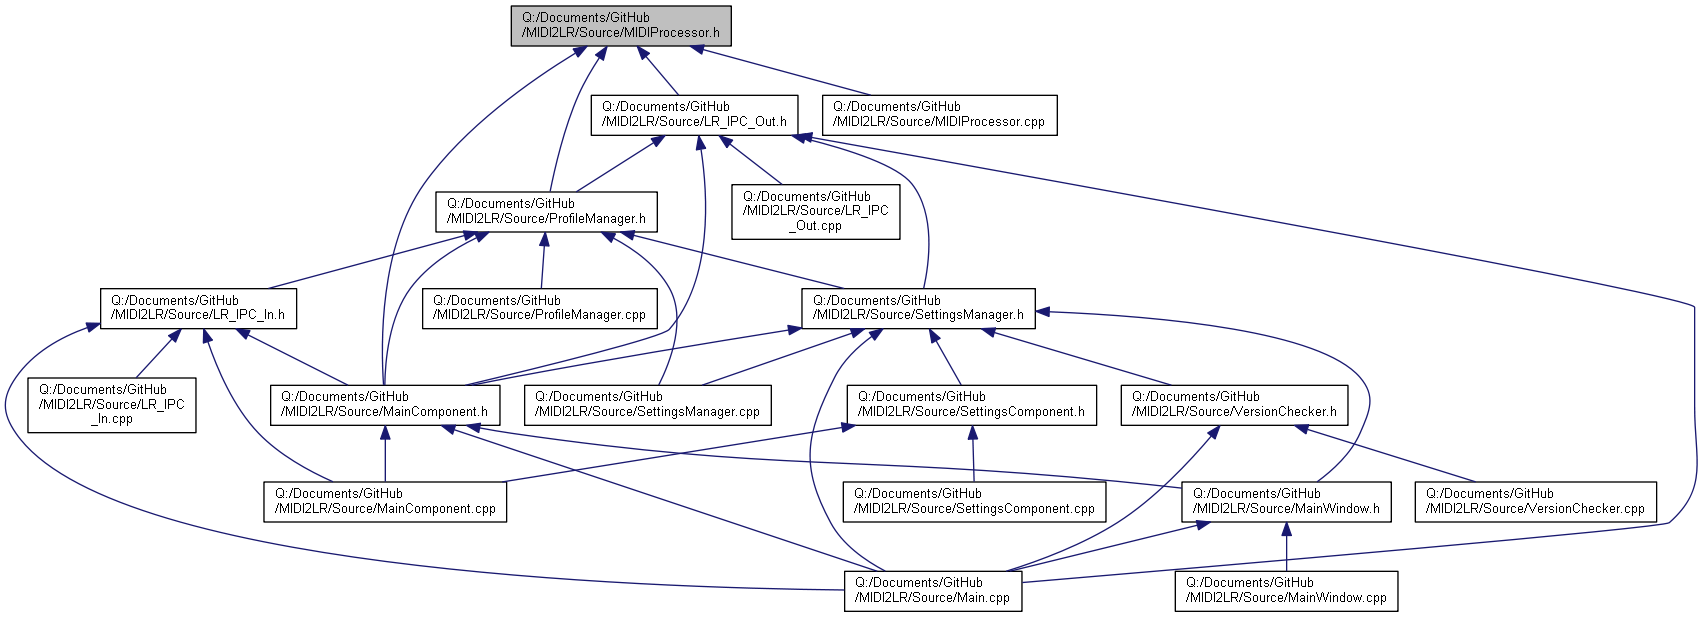 Q:/Documents/GitHub
/MIDI2LR/Source/MIDIProcessor.h
Q:/Documents/GitHub
/MIDI2LR/Source/LR_IPC_Out.h
Q:/Documents/GitHub
/MIDI2LR/Source/MIDIProcessor.cpp
Q:/Documents/GitHub
/MIDI2LR/Source/ProfileManager.h
Q:/Documents/GitHub
/MIDI2LR/Source/LR_IPC
_Out.cpp
Q:/Documents/GitHub
/MIDI2LR/Source/LR_IPC_In.h
Q:/Documents/GitHub
/MIDI2LR/Source/ProfileManager.cpp
Q:/Documents/GitHub
/MIDI2LR/Source/SettingsManager.h
Q:/Documents/GitHub
/MIDI2LR/Source/LR_IPC
_In.cpp
Q:/Documents/GitHub
/MIDI2LR/Source/MainComponent.h
Q:/Documents/GitHub
/MIDI2LR/Source/SettingsManager.cpp
Q:/Documents/GitHub
/MIDI2LR/Source/SettingsComponent.h
Q:/Documents/GitHub
/MIDI2LR/Source/VersionChecker.h
Q:/Documents/GitHub
/MIDI2LR/Source/MainComponent.cpp
Q:/Documents/GitHub
/MIDI2LR/Source/SettingsComponent.cpp
Q:/Documents/GitHub
/MIDI2LR/Source/MainWindow.h
Q:/Documents/GitHub
/MIDI2LR/Source/VersionChecker.cpp
Q:/Documents/GitHub
/MIDI2LR/Source/Main.cpp
Q:/Documents/GitHub
/MIDI2LR/Source/MainWindow.cpp